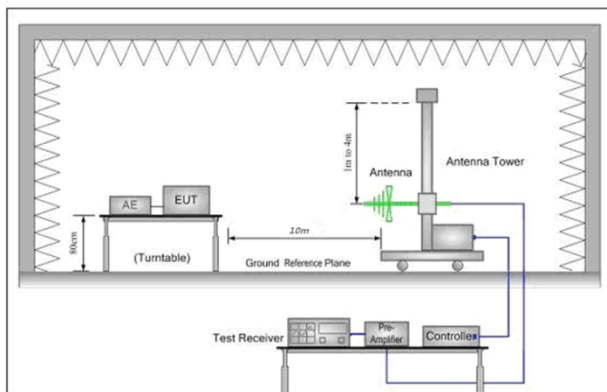 1m to 4m
Antenna
Antenna Tower
AE
EUT
80cm
(Turntable)
10m
Ground Reference Plane
Test Receiver
Pre-
Amplifier
Controller